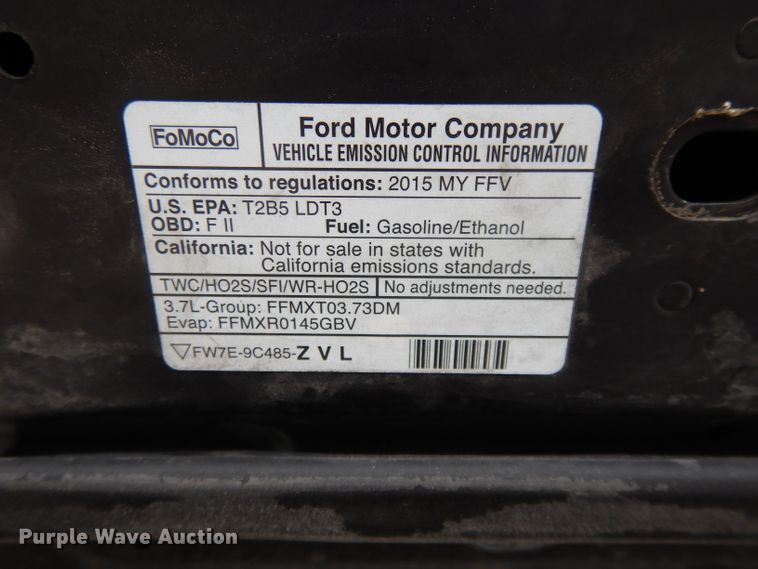 FoMoCo
Ford Motor Company
VEHICLE EMISSION CONTROL INFORMATION
Conforms to regulations: 2015 MY FFV
U.S. EPA: T2B5 LDT3
OBD: F II Fuel: Gasoline/Ethanol
California: Not for sale in states with
California emissions standards.
TWC/HO2S/SFI/WR-HO2S No adjustments needed.
3.7L-Group: FFMXT03.73DM
Evap: FFMXR0145GBV
FW7E-9C485-Z V L
Purple Wave Auction